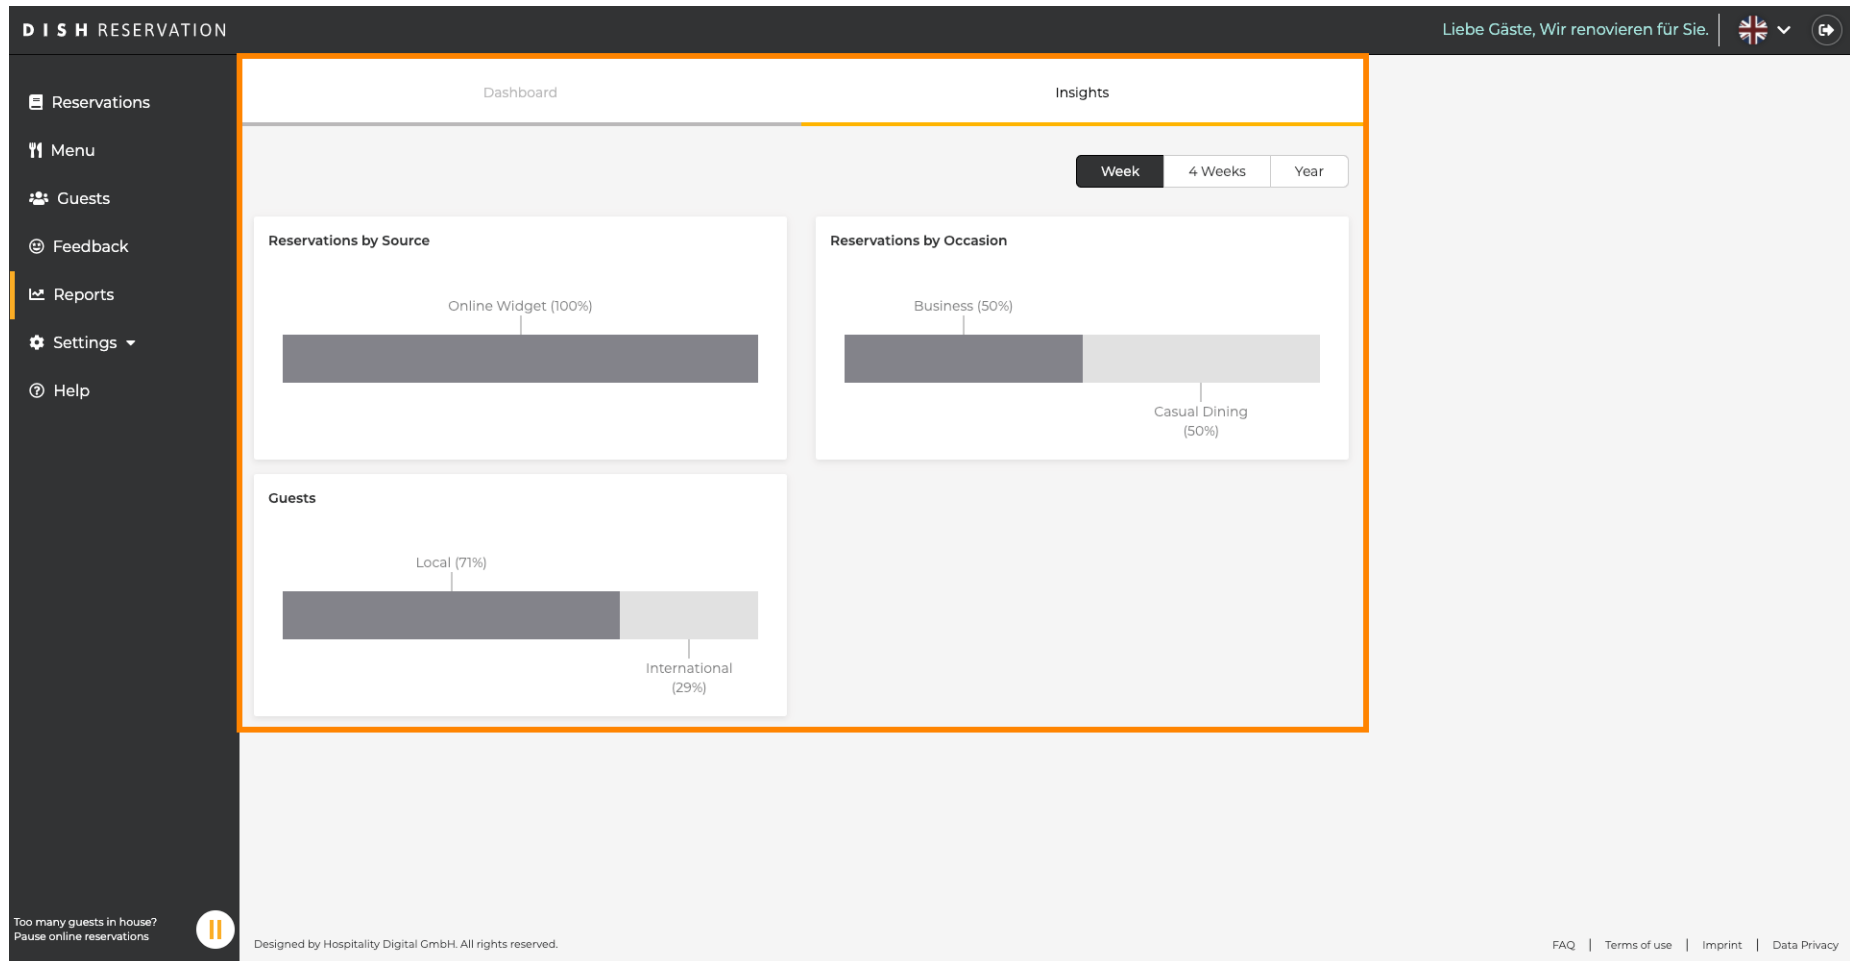 DISH RESERVATION
Liebe Gäste, Wir renovieren für Sie.
Reservations
Menu
Guests
Feedback
Reports
Settings
Help
Too many guests in house?
Pause online reservations
Dashboard
Insights
Week
4 Weeks
Year
Reservations by Source
Online Widget (100%)
Reservations by Occasion
Business (50%)
Casual Dining
(50%)
Guests
Local (71%)
International
(29%)
Designed by Hospitality Digital GmbH. All rights reserved.
FAQ | Terms of use | Imprint | Data Privacy